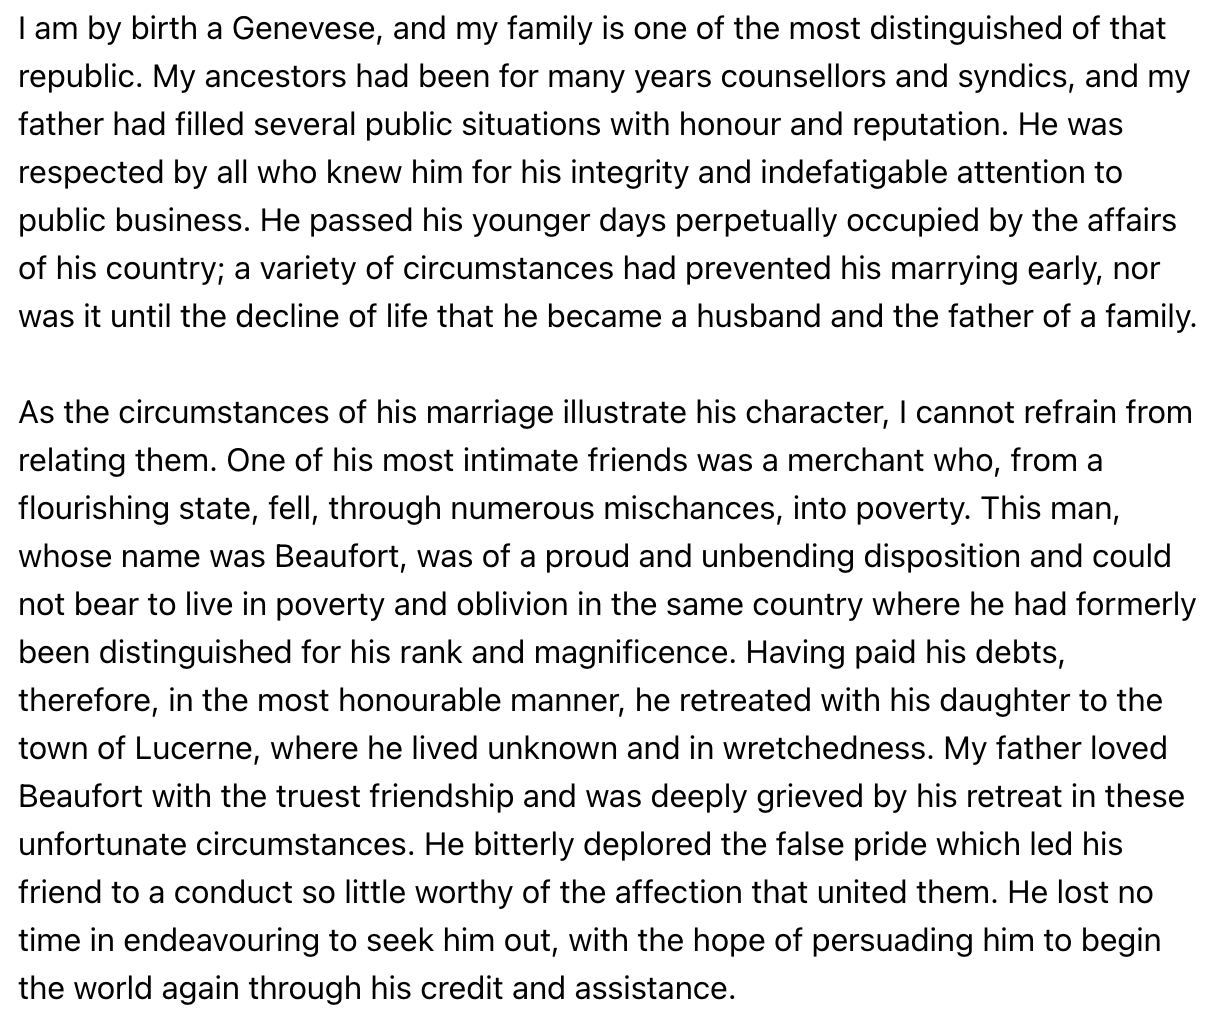 I am by birth a Genevese, and my family is one of the most distinguished of that
republic. My ancestors had been for many years counsellors and syndics, and my
father had filled several public situations with honour and reputation. He was
respected by all who knew him for his integrity and indefatigable attention to
public business. He passed his younger days perpetually occupied by the affairs
of his country; a variety of circumstances had prevented his marrying early, nor
was it until the decline of life that he became a husband and the father of a family.

As the circumstances of his marriage illustrate his character, I cannot refrain from
relating them. One of his most intimate friends was a merchant who, from a
flourishing state, fell, through numerous mischances, into poverty. This man,
whose name was Beaufort, was of a proud and unbending disposition and could
not bear to live in poverty and oblivion in the same country where he had formerly
been distinguished for his rank and magnificence. Having paid his debts,
therefore, in the most honourable manner, he retreated with his daughter to the
town of Lucerne, where he lived unknown and in wretchedness. My father loved
Beaufort with the truest friendship and was deeply grieved by his retreat in these
unfortunate circumstances. He bitterly deplored the false pride which led his
friend to a conduct so little worthy of the affection that united them. He lost no
time in endeavouring to seek him out, with the hope of persuading him to begin
the world again through his credit and assistance.